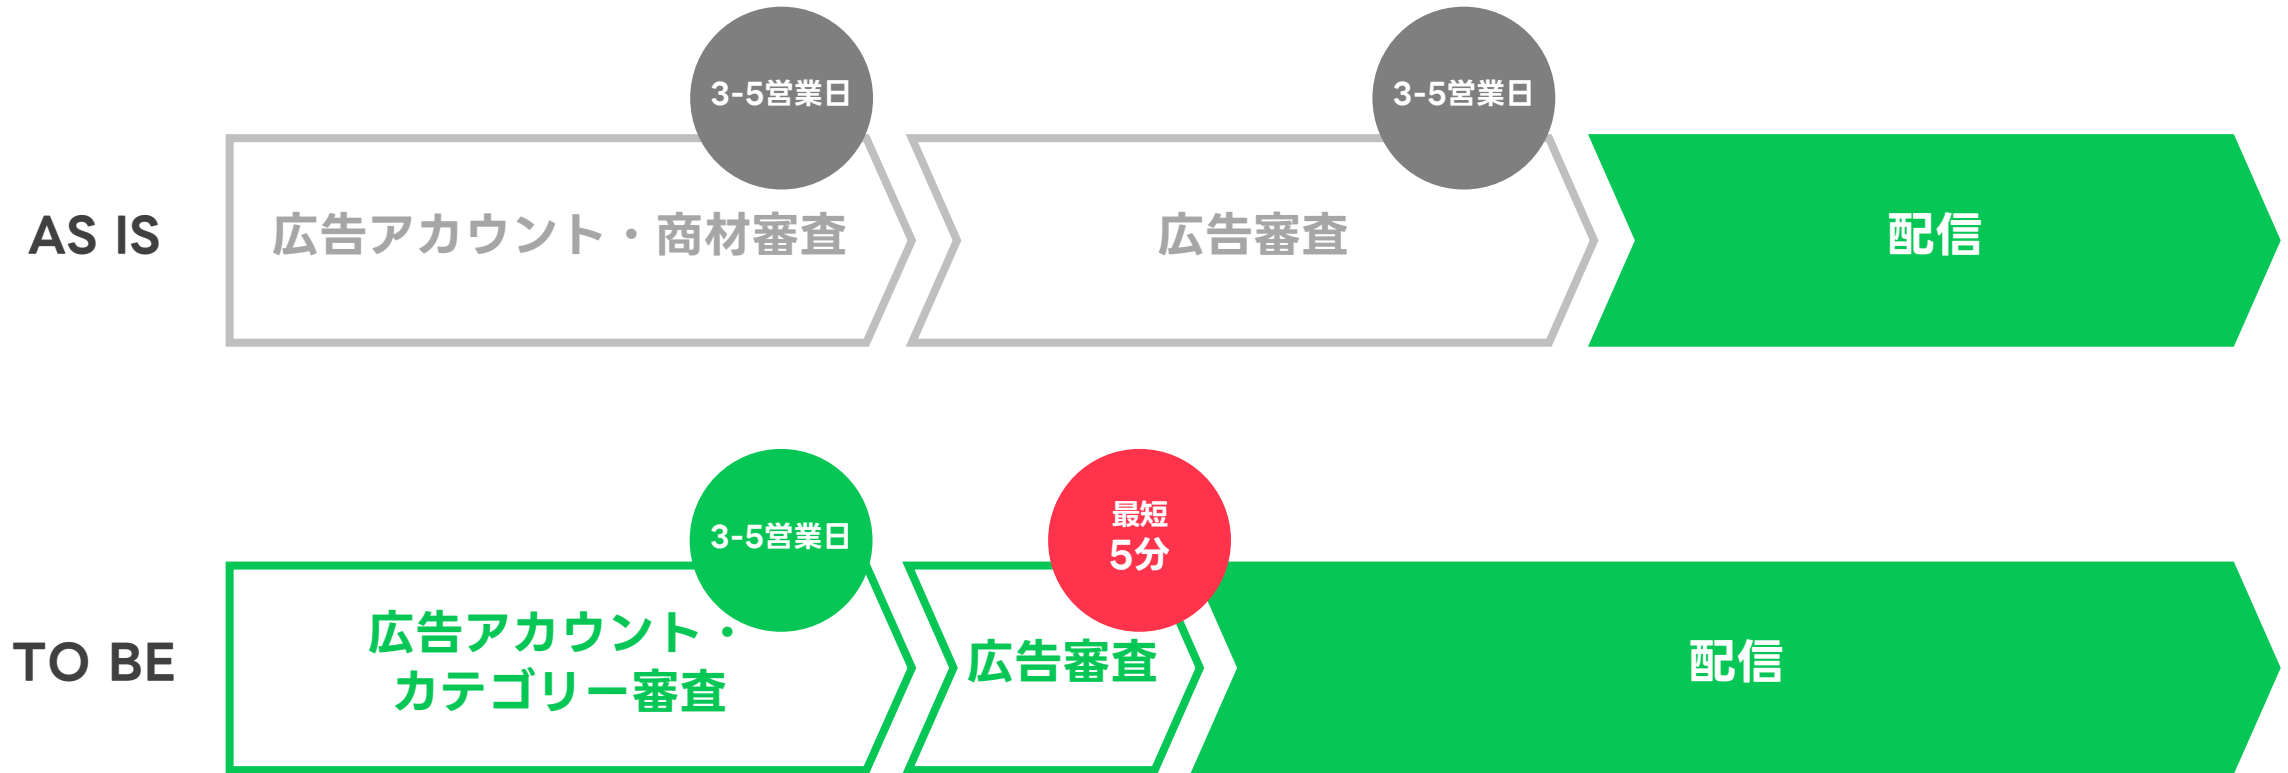 3-5営業日
3-5営業日
AS IS
広告アカウント・商材審査
広告審査
配信
3-5営業日
最短
5分
TO BE
広告アカウント・
カテゴリー審査
広告審査
配信